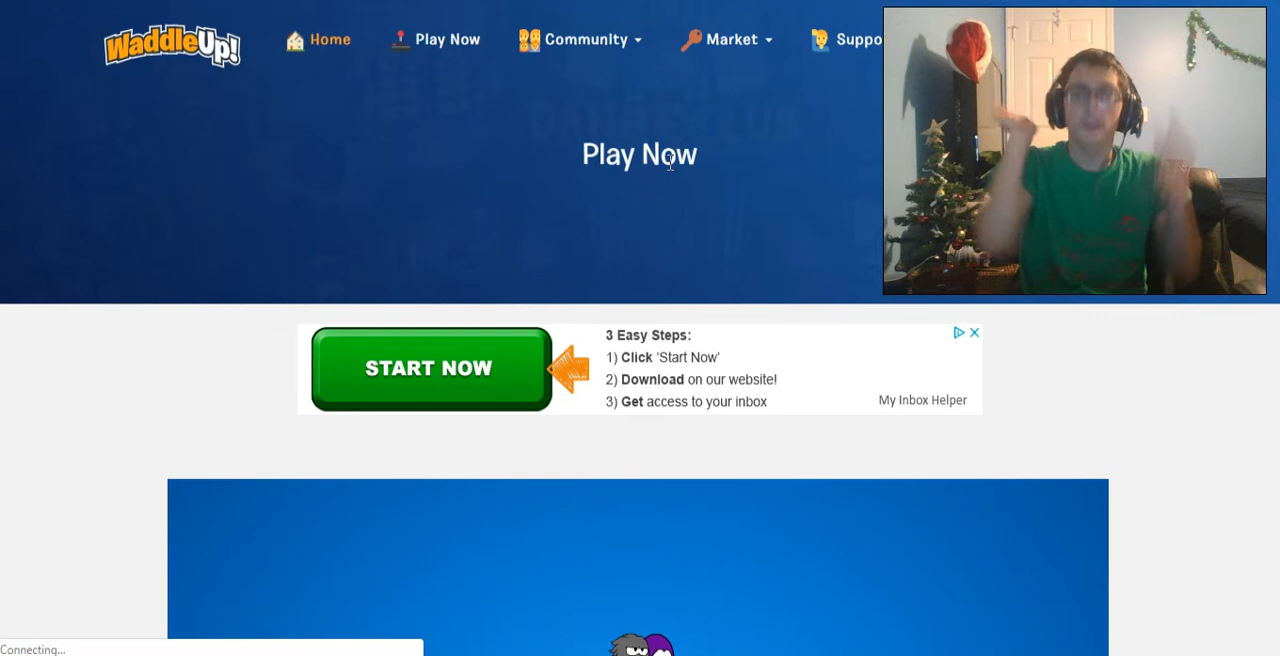 WaddleUp!
Home
Play Now
Community
Market
Suppo
Play Now
START NOW
3 Easy Steps:
1) Click 'Start Now'
2) Download on our website!
3) Get access to your inbox
My Inbox Helper
Connecting...